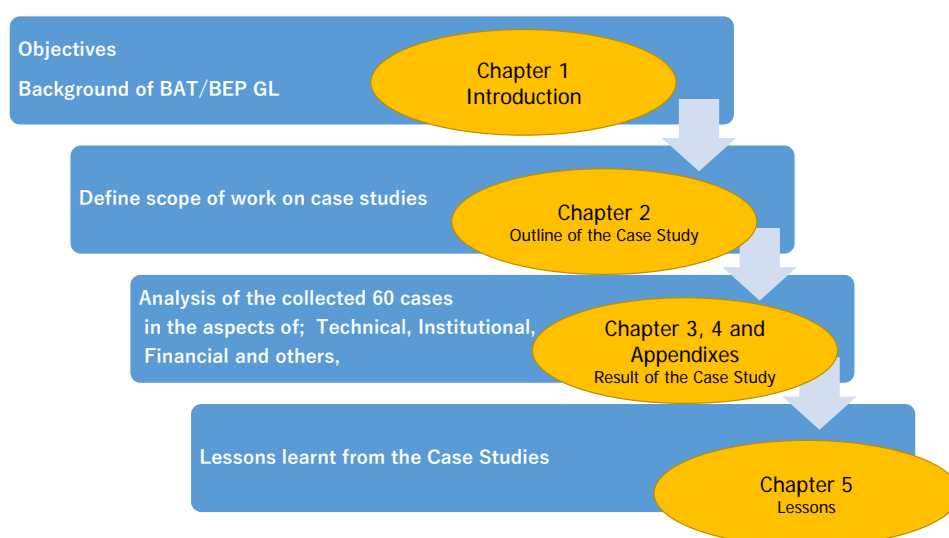 Objectives
Background of BAT/BEP GL
Chapter 1
Introduction
Define scope of work on case studies
Chapter 2
Outline of the Case Study
Analysis of the collected 60 cases
in the aspects of; Technical, Institutional,
Financial and others,
Chapter 3, 4 and
Appendixes
Result of the Case Study
Lessons learnt from the Case Studies
Chapter 5
Lessons